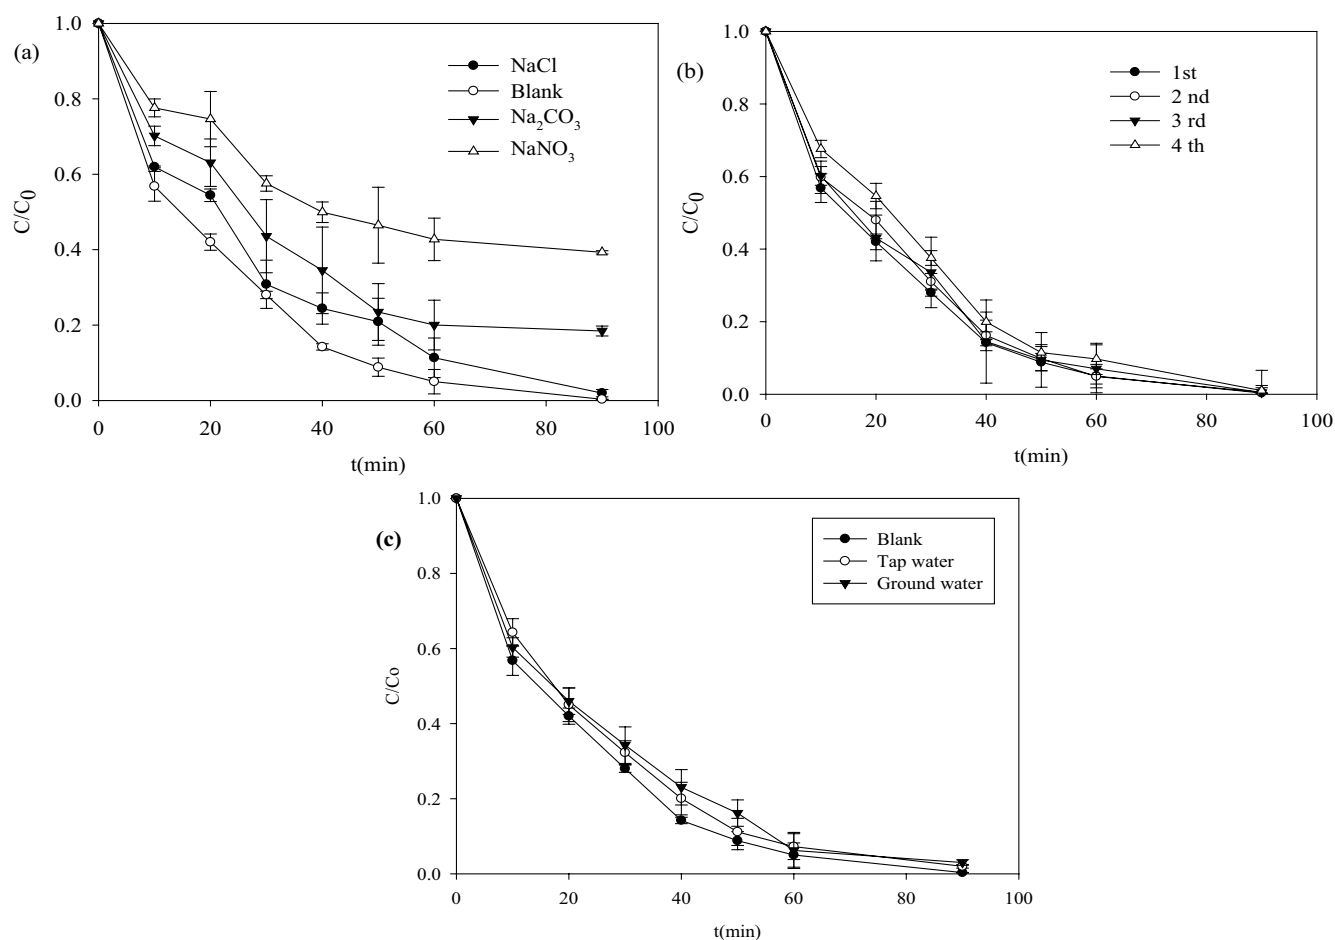 (a)
1.0
0.8
0.6
0.4
0.2
0.0
C/C0
0 20 40 60 80 100
t(min)
NaCl
Blank
Na2CO3
NaNO3
(b)
1.0
0.8
0.6
0.4
0.2
0.0
C/C0
0 20 40 60 80 100
t(min)
1st
2 nd
3 rd
4 th
(c)
1.0
0.8
0.6
0.4
0.2
0.0
C/Co
0 20 40 60 80 100
t(min)
Blank
Tap water
Ground water